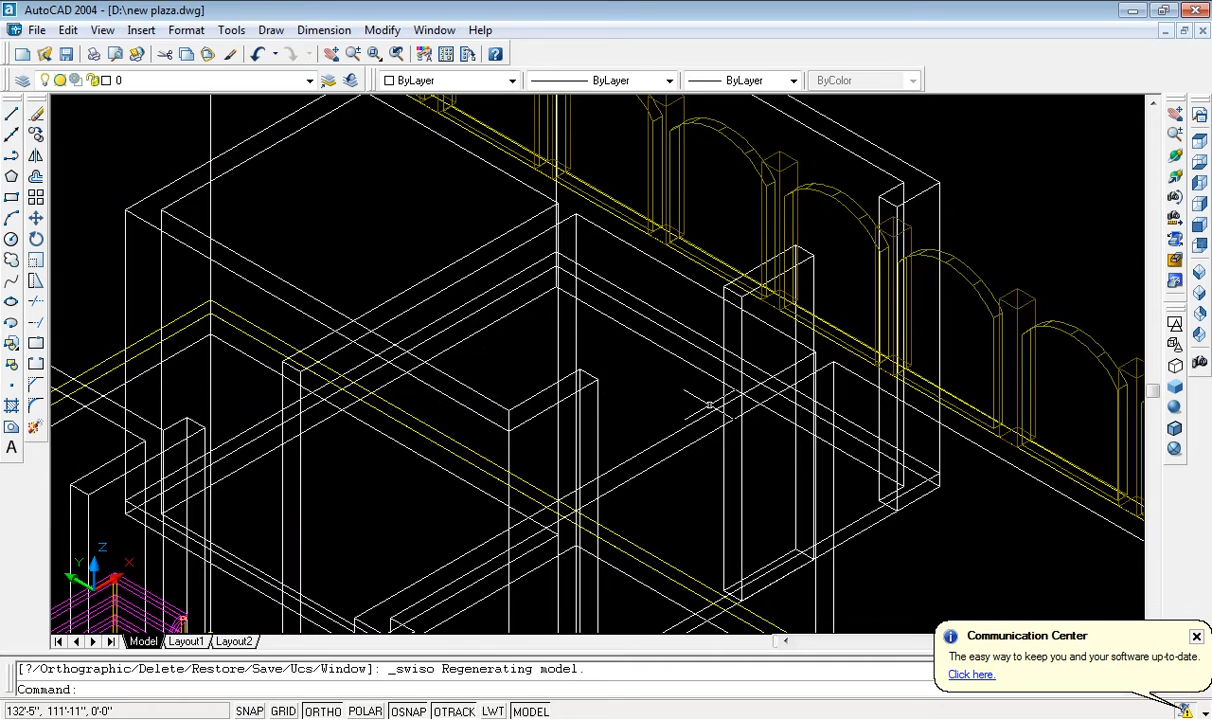 AutoCAD 2004 - [D:\new plaza.dwg]
File Edit View Insert Format Tools Draw Dimension Modify Window Help
0 ByLayer ByLayer ByLayer ByColor
A
Z
Y X
Model Layout1 Layout2
[?/Orthographic/Delete/Restore/Save/Ucs/Window]: _swiso Regenerating model.
Command:
Communication Center
The easy way to keep you and your software up-to-date.
Click here.
132'-5", 111'-11", 0'-0" SNAP GRID ORTHO POLAR OSNAP OTRACK LWT MODEL